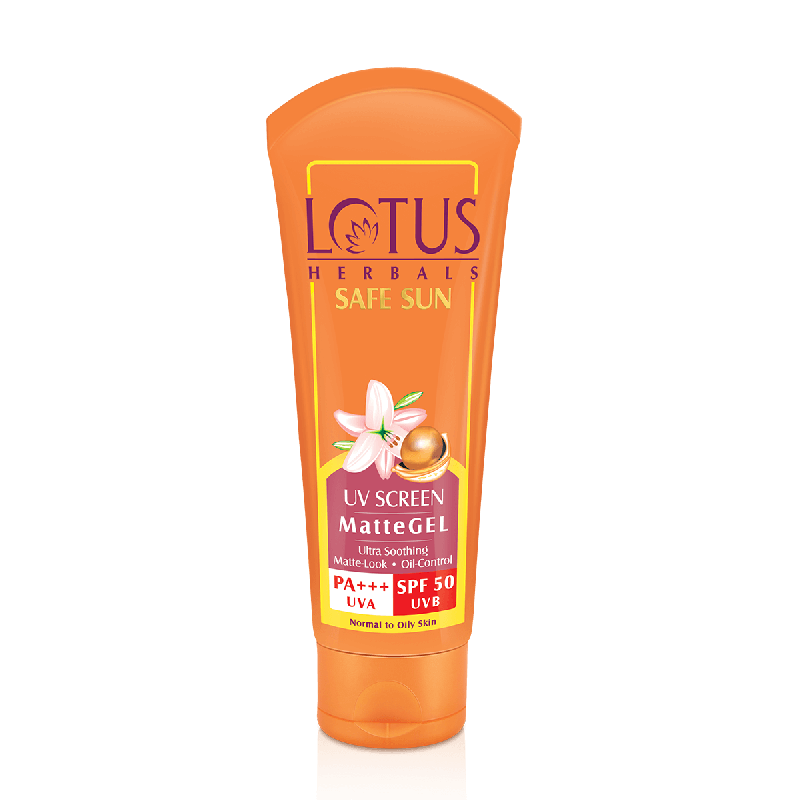 LOTUS
HERBALS
SAFE SUN
UV SCREEN
MatteGEL
Ultra Soothing
Matte-Look • Oil-Control
PA+++ SPF 50
UVA UVB
Normal to Oily Skin